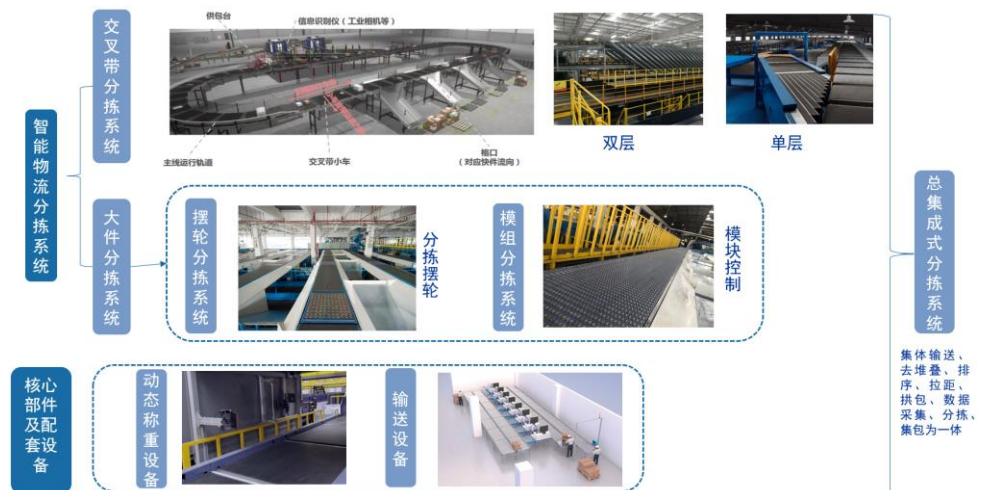 智能物流分拣系统
交叉带分拣系统
供包台
信息识别仪（工业相机等）
主线运行轨道
交叉带小车
格口
（对应快件流向）
双层
单层
大件分拣系统
摆轮分拣系统
分拣摆轮
模组分拣系统
模块控制
总集成式分拣系统
集体输送、
去堆叠、排
序、拉距、
拱包、数据
采集、分拣、
集包为一体
核心
部件
及配
套设
备
动态称重设备
输送设备